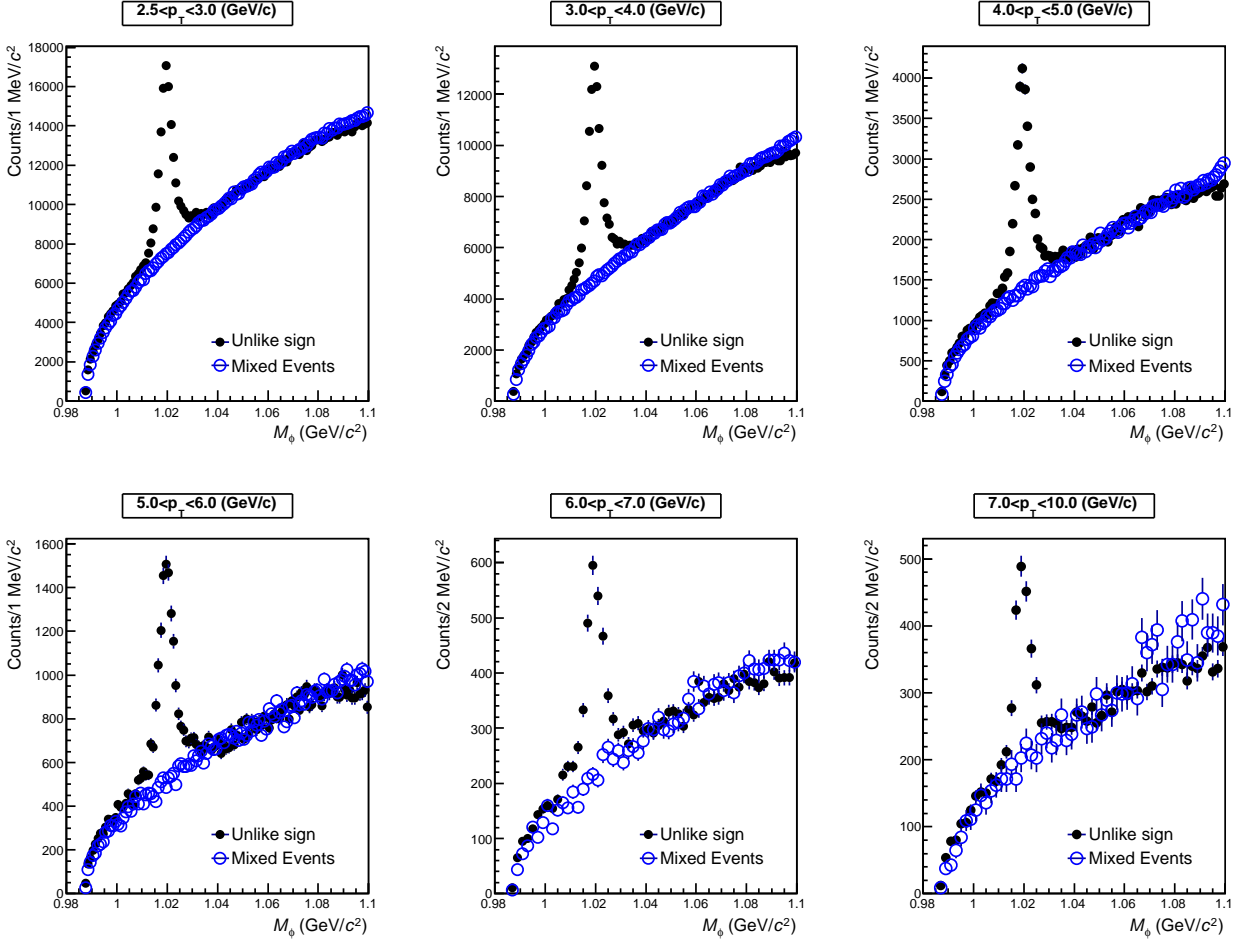 2.5<p_T<3.0 (GeV/c)
Counts/1 MeV/c²
18000
16000
14000
12000
10000
8000
6000
4000
2000
0
Unlike sign
Mixed Events
0.98 1 1.02 1.04 1.06 1.08 1.1
M_ϕ (GeV/c²)
3.0<p_T<4.0 (GeV/c)
Counts/1 MeV/c²
12000
10000
8000
6000
4000
2000
0
Unlike sign
Mixed Events
0.98 1 1.02 1.04 1.06 1.08 1.1
M_ϕ (GeV/c²)
4.0<p_T<5.0 (GeV/c)
Counts/1 MeV/c²
4000
3500
3000
2500
2000
1500
1000
500
0
Unlike sign
Mixed Events
0.98 1 1.02 1.04 1.06 1.08 1.1
M_ϕ (GeV/c²)
5.0<p_T<6.0 (GeV/c)
Counts/1 MeV/c²
1600
1400
1200
1000
800
600
400
200
0
Unlike sign
Mixed Events
0.98 1 1.02 1.04 1.06 1.08 1.1
M_ϕ (GeV/c²)
6.0<p_T<7.0 (GeV/c)
Counts/2 MeV/c²
600
500
400
300
200
100
0
Unlike sign
Mixed Events
0.98 1 1.02 1.04 1.06 1.08 1.1
M_ϕ (GeV/c²)
7.0<p_T<10.0 (GeV/c)
Counts/2 MeV/c²
500
400
300
200
100
0
Unlike sign
Mixed Events
0.98 1 1.02 1.04 1.06 1.08 1.1
M_ϕ (GeV/c²)